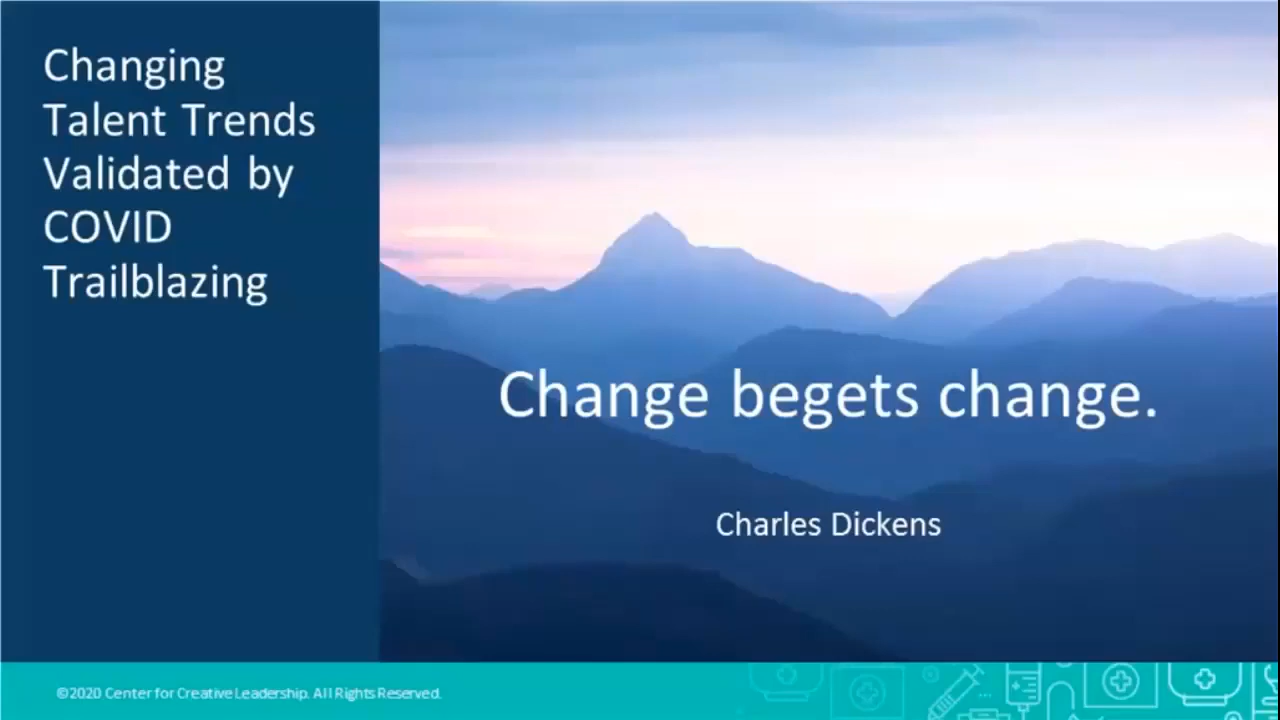 Changing
Talent Trends
Validated by
COVID
Trailblazing
Change begets change.
Charles Dickens
©2020 Center for Creative Leadership. All Rights Reserved.